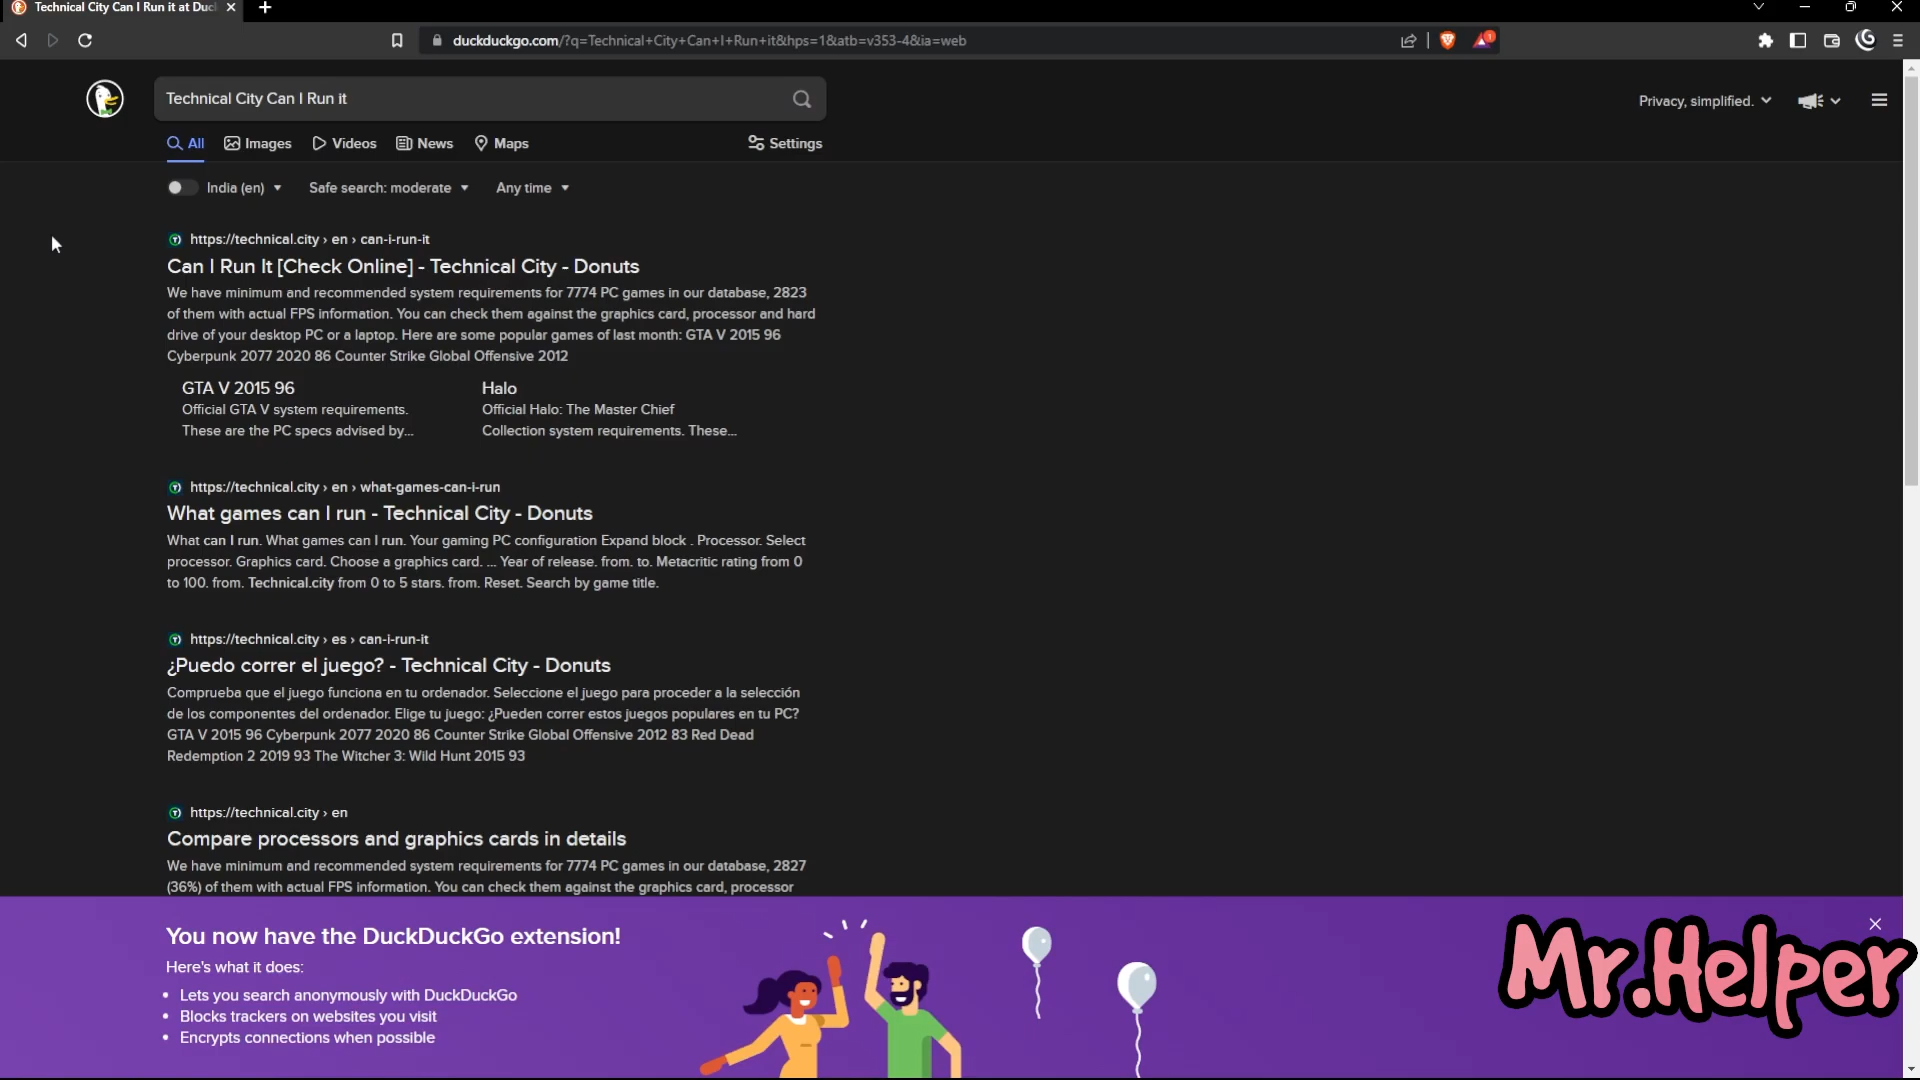 Technical City Can I Run it at Duc
duckduckgo.com/?q=Technical+City+Can+I+Run+it&hps=1&atb=v353-4&ia=web
1
Technical City Can I Run it
Privacy, simplified.
All Images Videos News Maps Settings
India (en) Safe search: moderate Any time
https://technical.city › en › can-i-run-it
Can I Run It [Check Online] - Technical City - Donuts
We have minimum and recommended system requirements for 7774 PC games in our database, 2823
of them with actual FPS information. You can check them against the graphics card, processor and hard
drive of your desktop PC or a laptop. Here are some popular games of last month: GTA V 2015 96
Cyberpunk 2077 2020 86 Counter Strike Global Offensive 2012
GTA V 2015 96
Official GTA V system requirements.
These are the PC specs advised by...
Halo
Official Halo: The Master Chief
Collection system requirements. These...
https://technical.city › en › what-games-can-i-run
What games can I run - Technical City - Donuts
What can I run. What games can I run. Your gaming PC configuration Expand block . Processor. Select
processor. Graphics card. Choose a graphics card. ... Year of release. from. to. Metacritic rating from 0
to 100. from. Technical.city from 0 to 5 stars. from. Reset. Search by game title.
https://technical.city › es › can-i-run-it
¿Puedo correr el juego? - Technical City - Donuts
Comprueba que el juego funciona en tu ordenador. Seleccione el juego para proceder a la selección
de los componentes del ordenador. Elige tu juego: ¿Pueden correr estos juegos populares en tu PC?
GTA V 2015 96 Cyberpunk 2077 2020 86 Counter Strike Global Offensive 2012 83 Red Dead
Redemption 2 2019 93 The Witcher 3: Wild Hunt 2015 93
https://technical.city › en
Compare processors and graphics cards in details
We have minimum and recommended system requirements for 7774 PC games in our database, 2827
(36%) of them with actual FPS information. You can check them against the graphics card, processor
You now have the DuckDuckGo extension!
Here's what it does:
• Lets you search anonymously with DuckDuckGo
• Blocks trackers on websites you visit
• Encrypts connections when possible
Mr.Helper